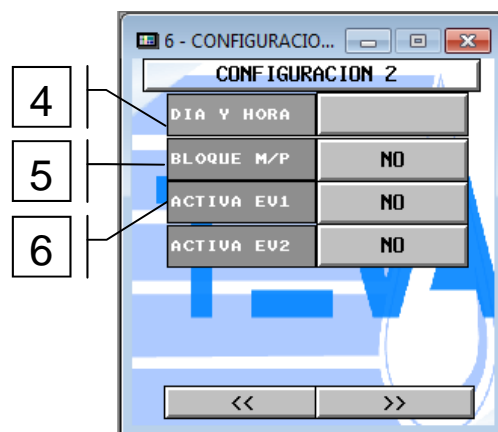 6 - CONFIGURACIO...
CONFIGURACION 2
4
DIA Y HORA
5
BLOQUE M/P NO
6
ACTIVA EV1 NO
ACTIVA EV2 NO
<< >>